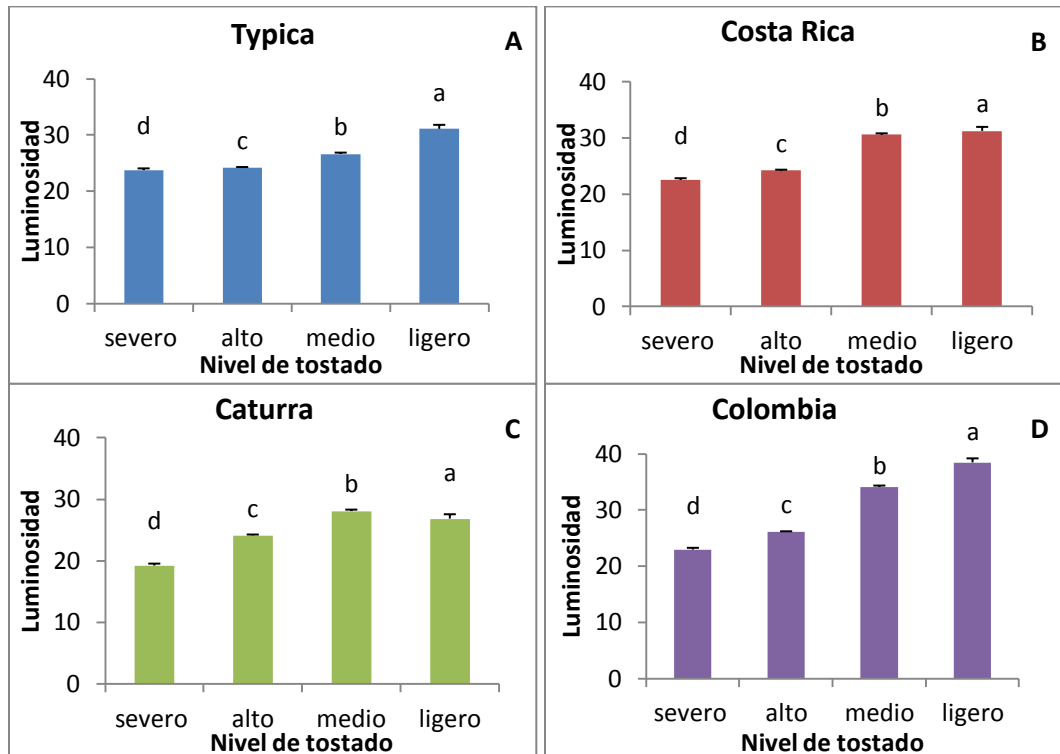 Typica
A
40
30
20
10
0
Luminosidad
d
c
b
a
severo alto medio ligero
Nivel de tostado
Costa Rica
B
40
30
20
10
0
Luminosidad
d
c
b
a
severo alto medio ligero
Nivel de tostado
Caturra
C
40
30
20
10
0
Luminosidad
d
c
b
a
severo alto medio ligero
Nivel de tostado
Colombia
D
40
30
20
10
0
Luminosidad
d
c
b
a
severo alto medio ligero
Nivel de tostado